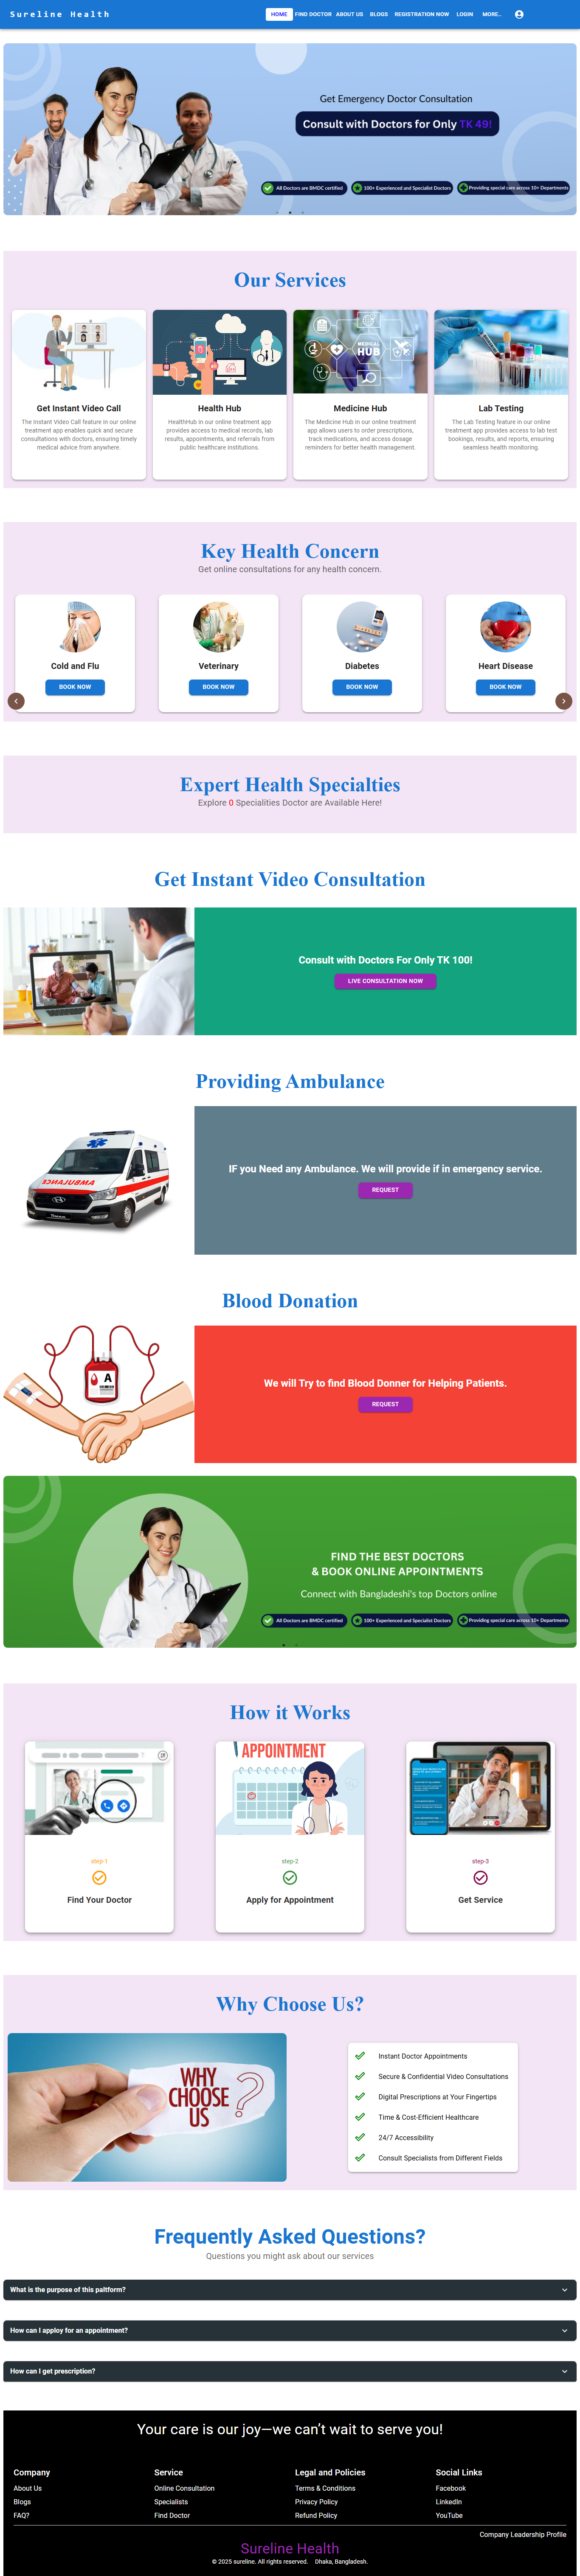 Sureline Health
HOME FIND DOCTOR ABOUT US BLOGS REGISTRATION NOW LOGIN MORE..
Get Emergency Doctor Consultation
Consult with Doctors for Only TK 49!
All Doctors are BMDC certified
100+ Experienced and Specialist Doctors
Providing special care across 10+ Departments
Our Services
MEDICAL
HUB
Get Instant Video Call
The Instant Video Call feature in our online
treatment app enables quick and secure
consultations with doctors, ensuring timely
medical advice from anywhere.
Health Hub
HealthHub in our online treatment app
provides access to medical records, lab
results, appointments, and referrals from
public healthcare institutions.
Medicine Hub
The Medicine Hub in our online treatment
app allows users to order prescriptions,
track medications, and access dosage
reminders for better health management.
Lab Testing
The Lab Testing feature in our online
treatment app provides access to lab test
bookings, results, and reports, ensuring
seamless health monitoring.
Key Health Concern
Get online consultations for any health concern.
Cold and Flu
BOOK NOW
Veterinary
BOOK NOW
Diabetes
BOOK NOW
Heart Disease
BOOK NOW
Expert Health Specialties
Explore 0 Specialities Doctor are Available Here!
Get Instant Video Consultation
Consult with Doctors For Only TK 100!
LIVE CONSULTATION NOW
Providing Ambulance
AMBULANCE
IF you Need any Ambulance. We will provide if in emergency service.
REQUEST
Blood Donation
A
We will Try to find Blood Donner for Helping Patients.
REQUEST
FIND THE BEST DOCTORS
& BOOK ONLINE APPOINTMENTS
Connect with Bangladeshi's top Doctors online
All Doctors are BMDC certified
100+ Experienced and Specialist Doctors
Providing special care across 10+ Departments
How it Works
APPOINTMENT
step-1
Find Your Doctor
step-2
Apply for Appointment
step-3
Get Service
Why Choose Us?
WHY
CHOOSE
US ?
Instant Doctor Appointments
Secure & Confidential Video Consultations
Digital Prescriptions at Your Fingertips
Time & Cost-Efficient Healthcare
24/7 Accessibility
Consult Specialists from Different Fields
Frequently Asked Questions?
Questions you might ask about our services
What is the purpose of this paltform?
How can I apploy for an appointment?
How can I get prescription?
Your care is our joy—we can't wait to serve you!
Company
About Us
Blogs
FAQ?
Service
Online Consultation
Specialists
Find Doctor
Legal and Policies
Terms & Conditions
Privacy Policy
Refund Policy
Social Links
Facebook
LinkedIn
YouTube
Company Leadership Profile
Sureline Health
© 2025 sureline. All rights reserved. Dhaka, Bangladesh.